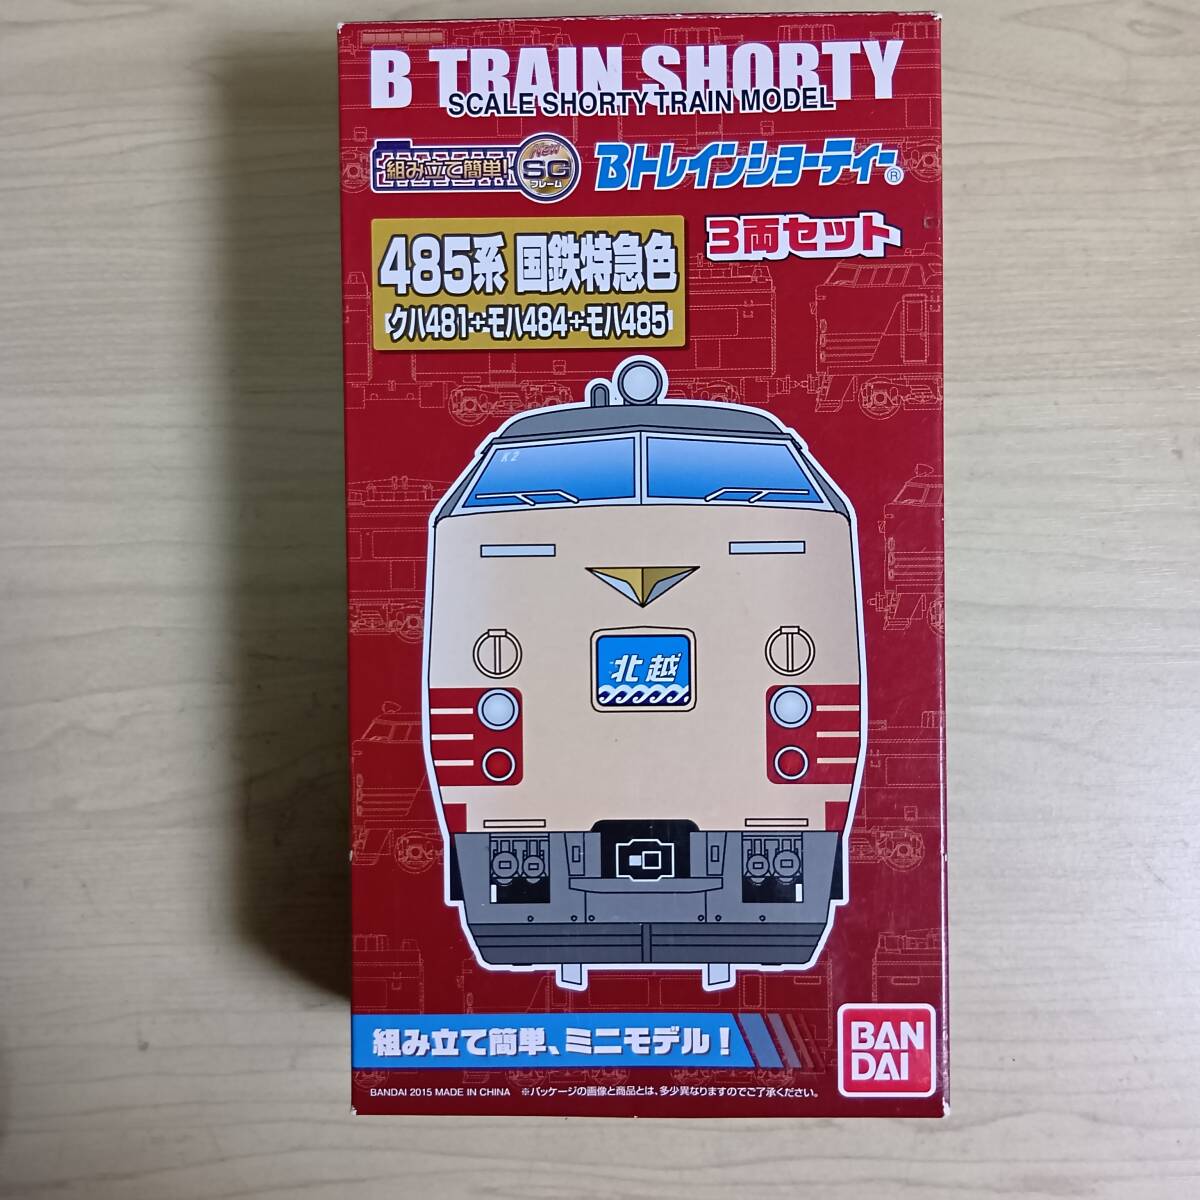 B TRAIN SHORTY
SCALE SHORTY TRAIN MODEL
組み立て簡単!
New
SG
フレーム
Bトレインショーティー®
485系 国鉄特急色
クハ481+モハ484+モハ485
3両セット
K2
北越
組み立て簡単、ミニモデル!
BAN
DAI
BANDAI 2015 MADE IN CHINA ※パッケージの画像と商品とは、多少異なりますのでご了承ください。